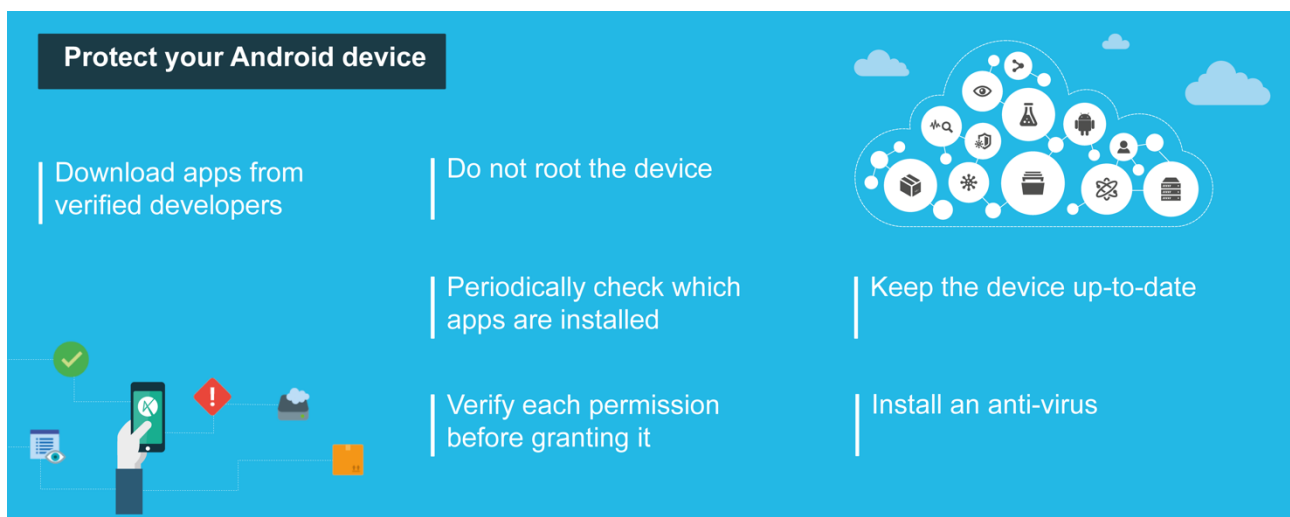 Protect your Android device
Download apps from
verified developers
Do not root the device
Periodically check which
apps are installed
Verify each permission
before granting it
Keep the device up-to-date
Install an anti-virus